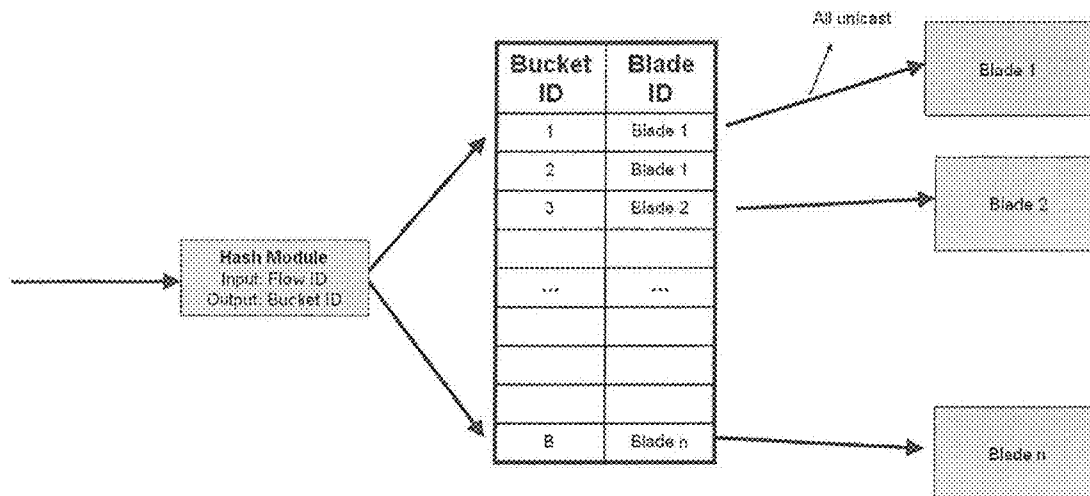 All unicast
Bucket ID
Blade ID
1
Blade 1
2
Blade 1
3
Blade 2
...
...
B
Blade n
Hash Module
Input: Flow ID
Output: Bucket ID
Blade 1
Blade 2
Blade n